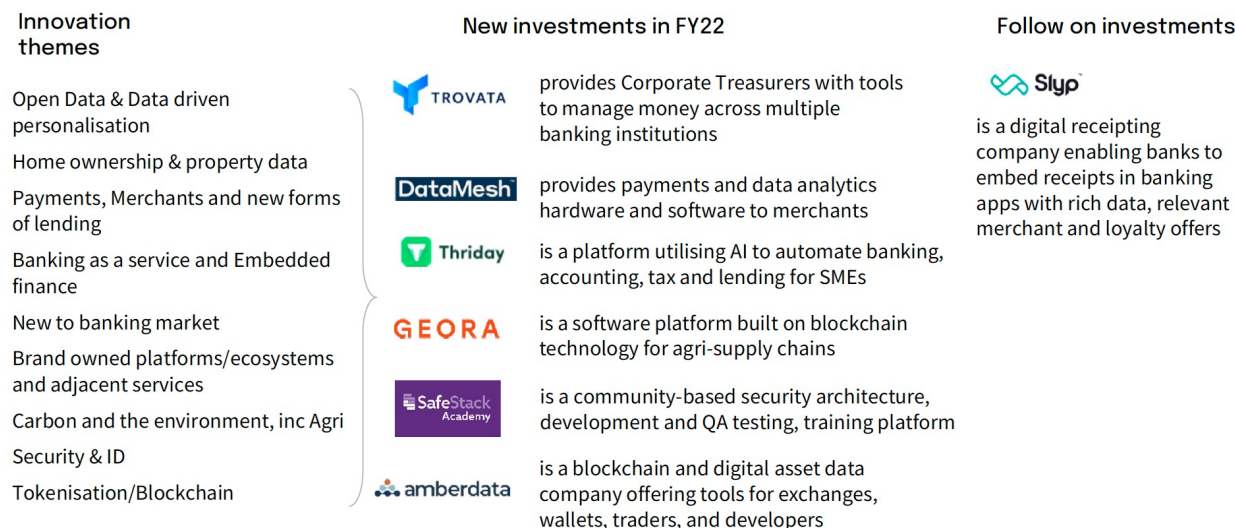 Innovation
themes
Open Data & Data driven
personalisation
Home ownership & property data
Payments, Merchants and new forms
of lending
Banking as a service and Embedded
finance
New to banking market
Brand owned platforms/ecosystems
and adjacent services
Carbon and the environment, inc Agri
Security & ID
Tokenisation/Blockchain
New investments in FY22
TROVATA
provides Corporate Treasurers with tools
to manage money across multiple
banking institutions
DataMesh™
provides payments and data analytics
hardware and software to merchants
Thriday
is a platform utilising AI to automate banking,
accounting, tax and lending for SMEs
GEORA
is a software platform built on blockchain
technology for agri-supply chains
SafeStack
Academy
is a community-based security architecture,
development and QA testing, training platform
amberdata
is a blockchain and digital asset data
company offering tools for exchanges,
wallets, traders, and developers
Follow on investments
Slyp™
is a digital receipting
company enabling banks to
embed receipts in banking
apps with rich data, relevant
merchant and loyalty offers